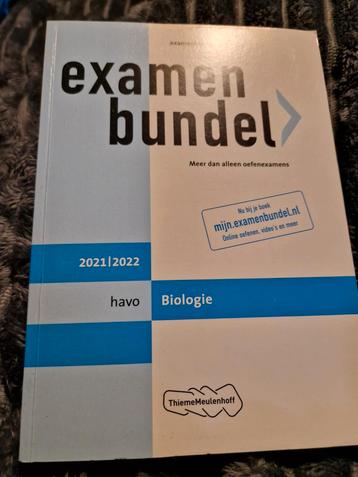 examen
bundel
Meer dan alleen oefenexamens
Nu bij je boek
mijn.examenbundel.nl
Online oefenen, video's en meer
2021|2022
havo
Biologie
ThiemeMeulenhoff